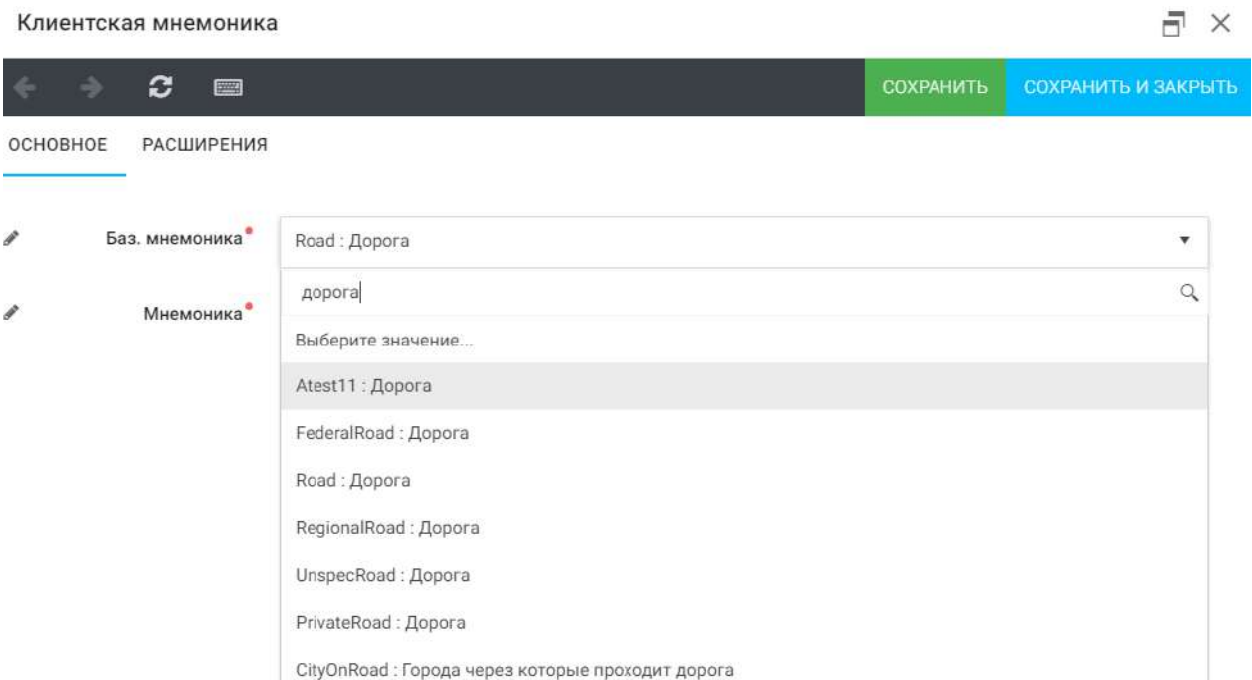 Клиентская мнемоника
СОХРАНИТЬ СОХРАНИТЬ И ЗАКРЫТЬ
ОСНОВНОЕ РАСШИРЕНИЯ
Баз. мнемоника Road : Дорога
дорога
Мнемоника
Выберите значение...
Atest11 : Дорога
FederalRoad : Дорога
Road : Дорога
RegionalRoad : Дорога
UnspecRoad : Дорога
PrivateRoad : Дорога
CityOnRoad : Города через которые проходит дорога